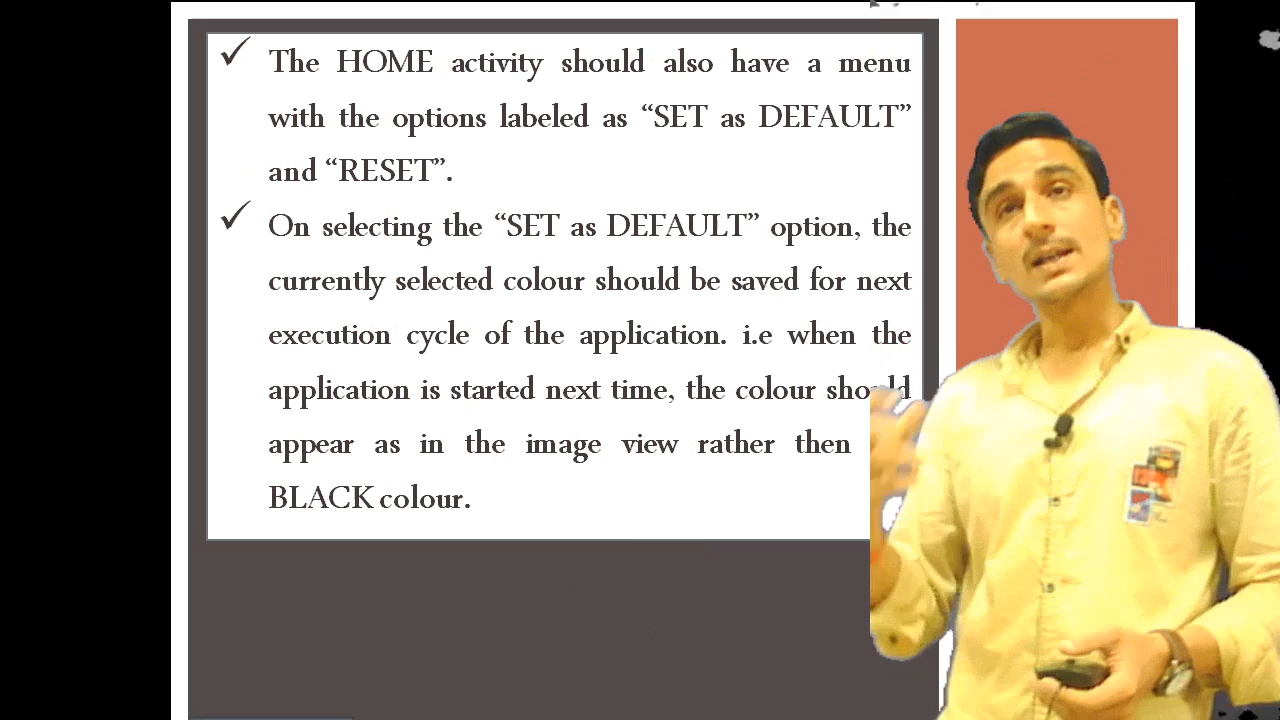 The HOME activity should also have a menu
with the options labeled as “SET as DEFAULT”
and “RESET”.
On selecting the “SET as DEFAULT” option, the
currently selected colour should be saved for next
execution cycle of the application. i.e when the
application is started next time, the colour should
appear as in the image view rather then
BLACK colour.